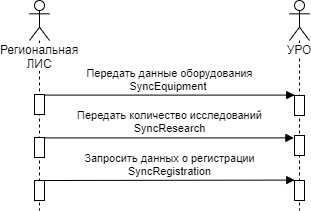 Региональная
ЛИС
УРО
Передать данные оборудования
SyncEquipment
Передать количество исследований
SyncResearch
Запросить данных о регистрации
SyncRegistration